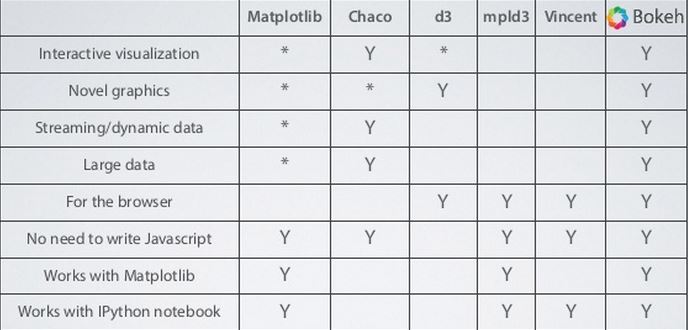 Matplotlib Chaco d3 mpld3 Vincent Bokeh
Interactive visualization * Y * Y
Novel graphics * * Y Y
Streaming/dynamic data * Y Y
Large data * Y Y
For the browser Y Y Y Y
No need to write Javascript Y Y Y Y Y
Works with Matplotlib Y Y Y
Works with IPython notebook Y Y Y Y